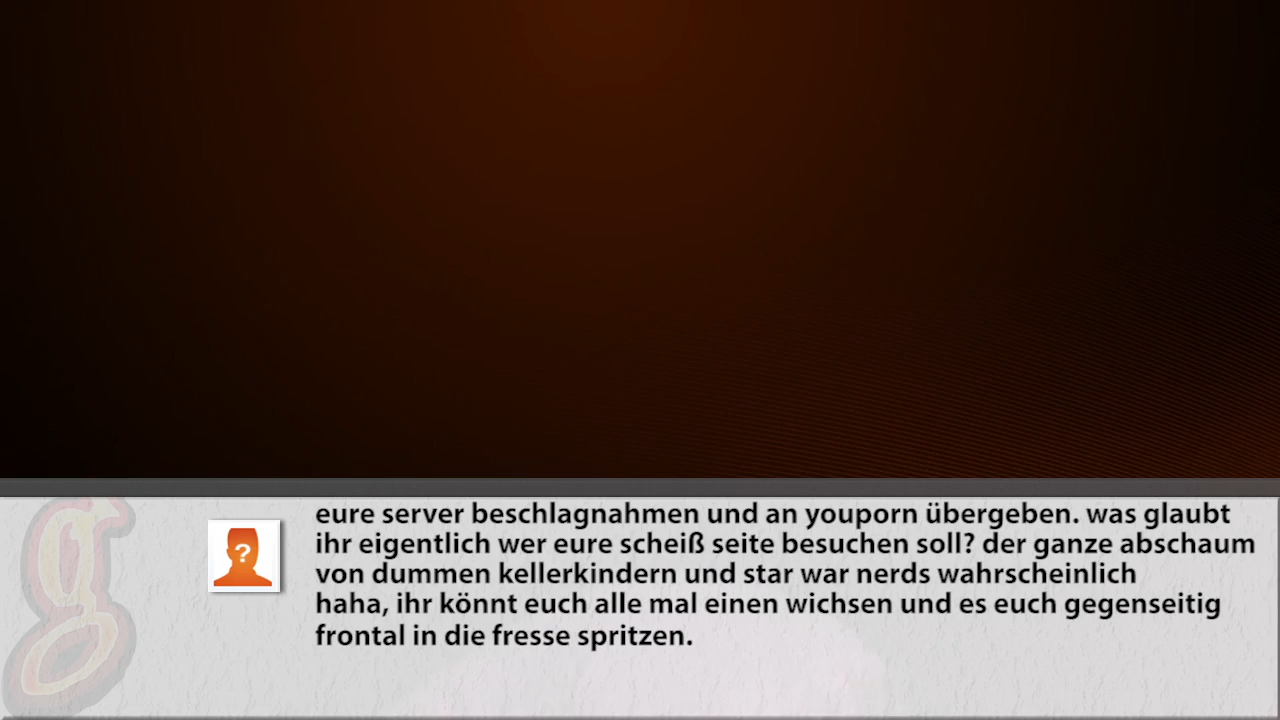 eure server beschlagnahmen und an youporn übergeben. was glaubt
ihr eigentlich wer eure scheiß seite besuchen soll? der ganze abschaum
von dummen kellerkindern und star war nerds wahrscheinlich
haha, ihr könnt euch alle mal einen wichsen und es euch gegenseitig
frontal in die fresse spritzen.
?
g